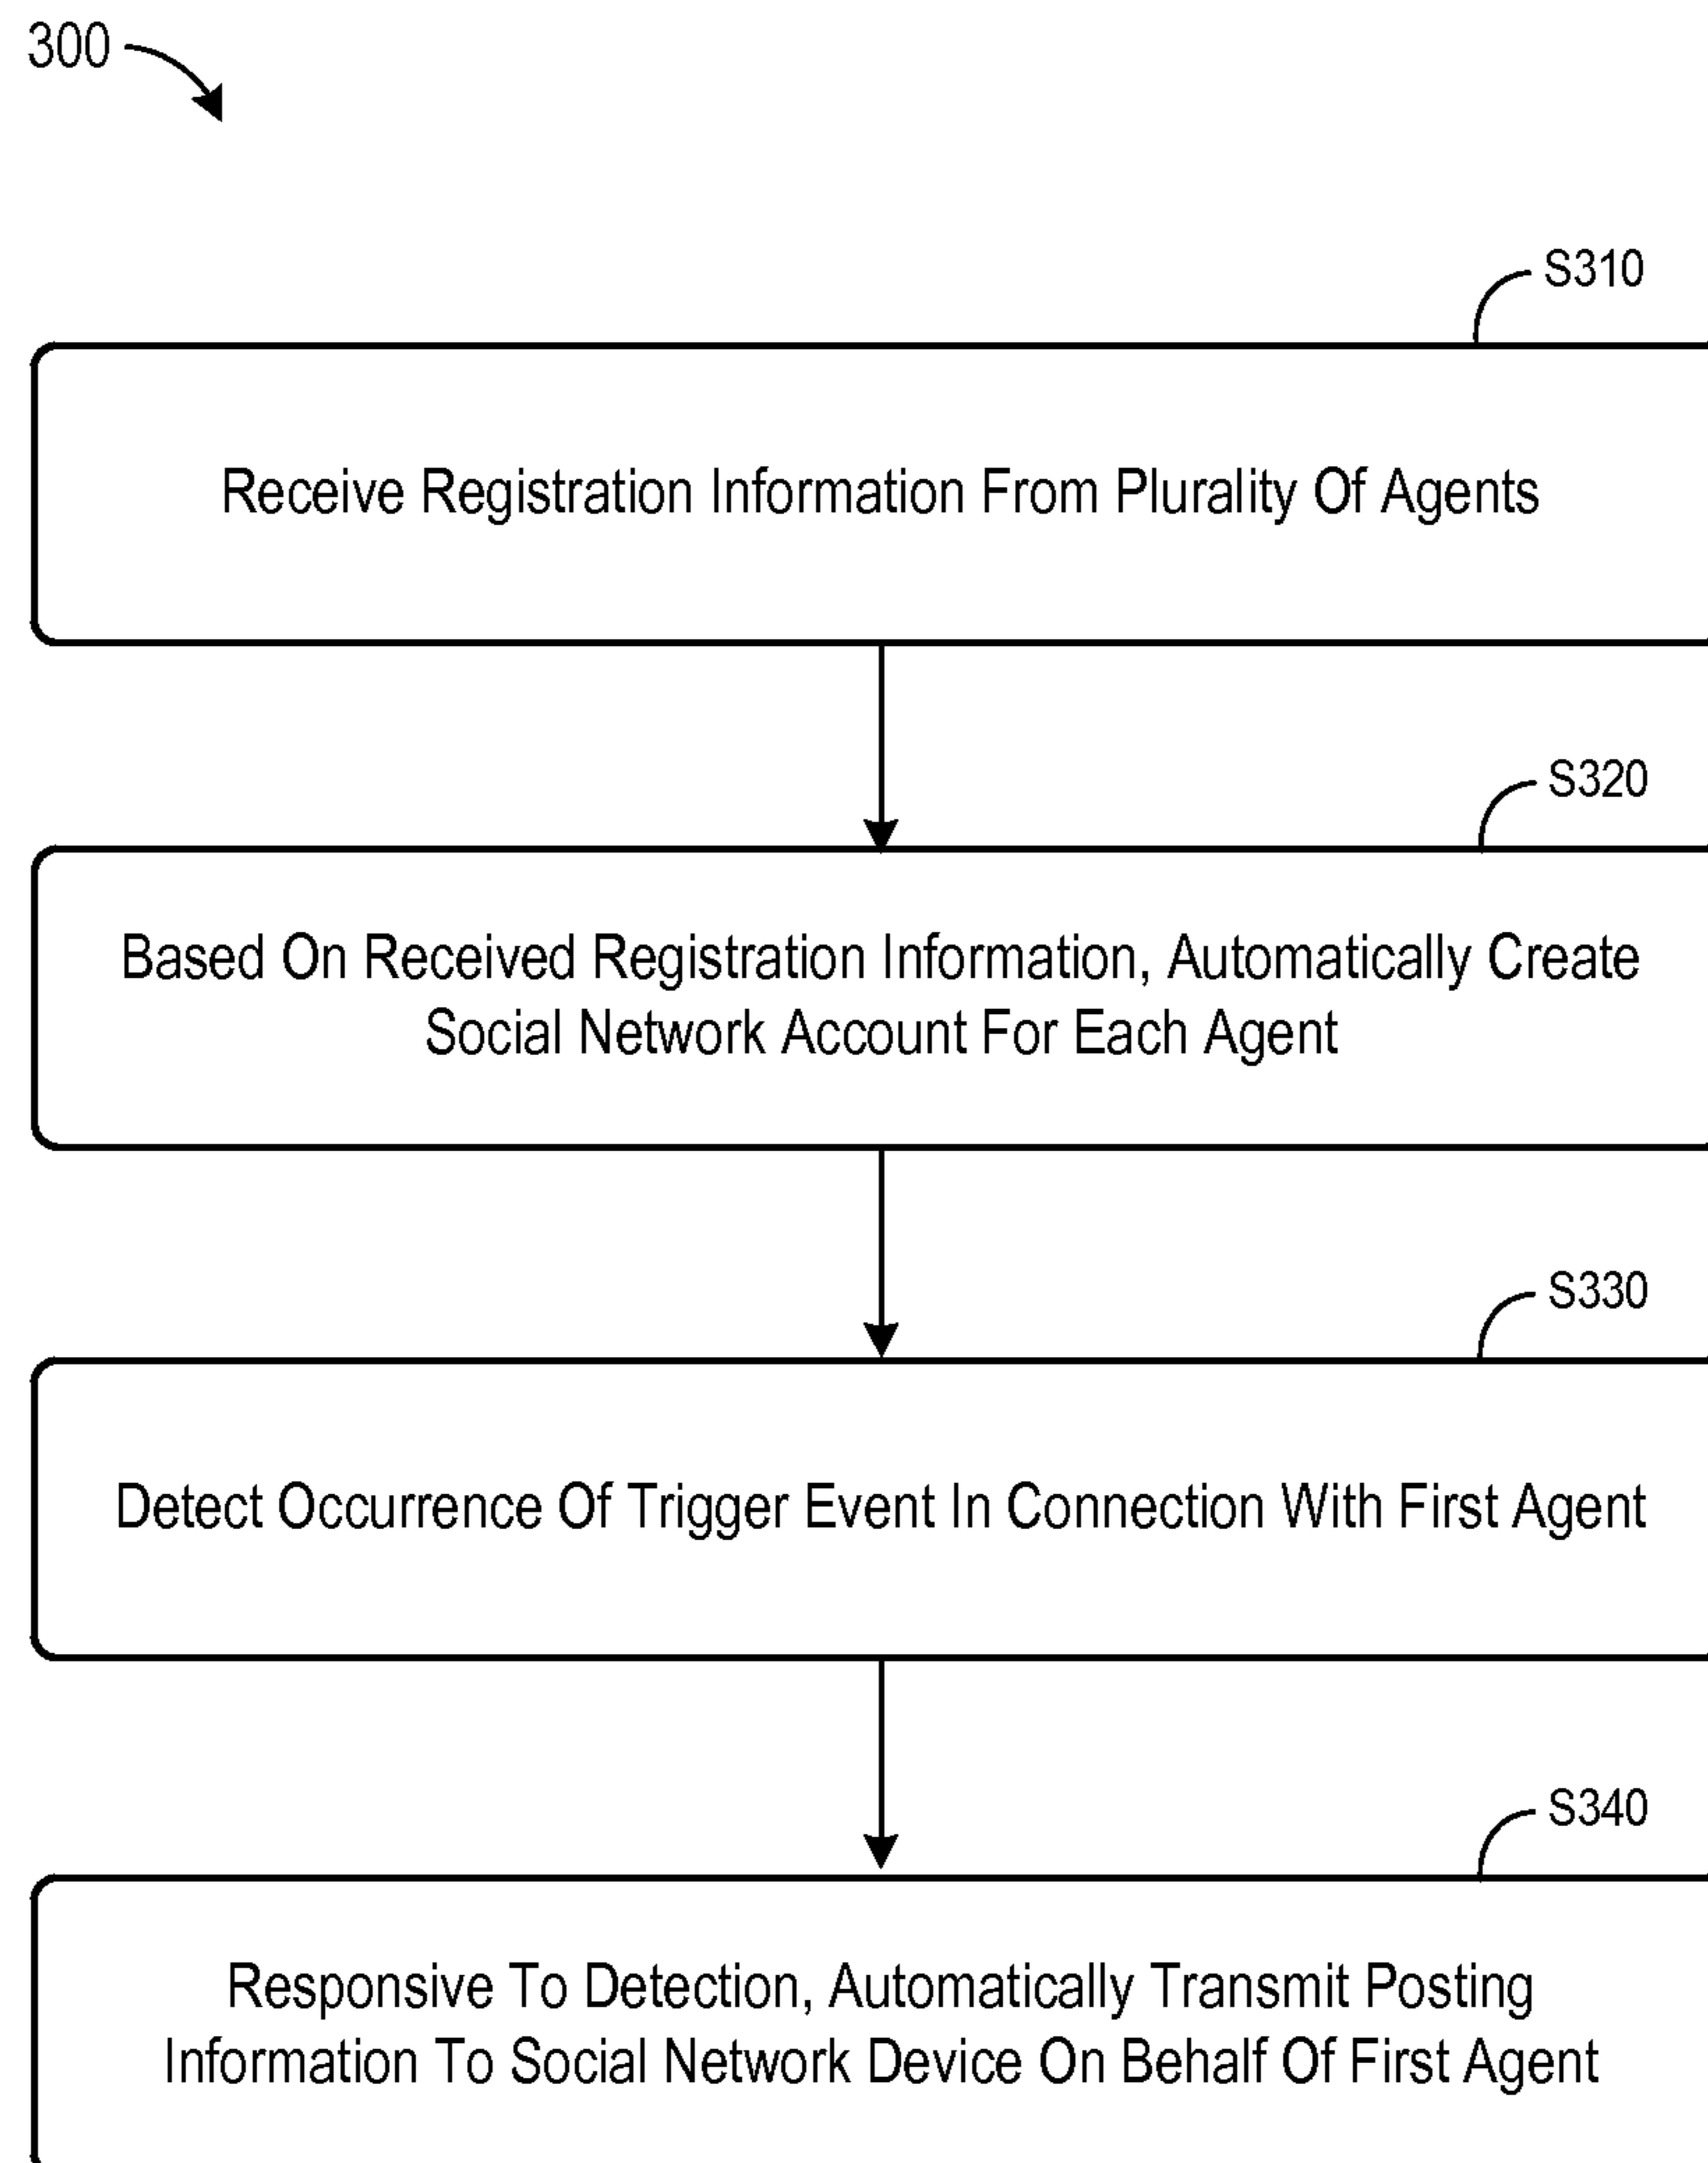 300
S310
Receive Registration Information From Plurality Of Agents
S320
Based On Received Registration Information, Automatically Create
Social Network Account For Each Agent
S330
Detect Occurrence Of Trigger Event In Connection With First Agent
S340
Responsive To Detection, Automatically Transmit Posting
Information To Social Network Device On Behalf Of First Agent